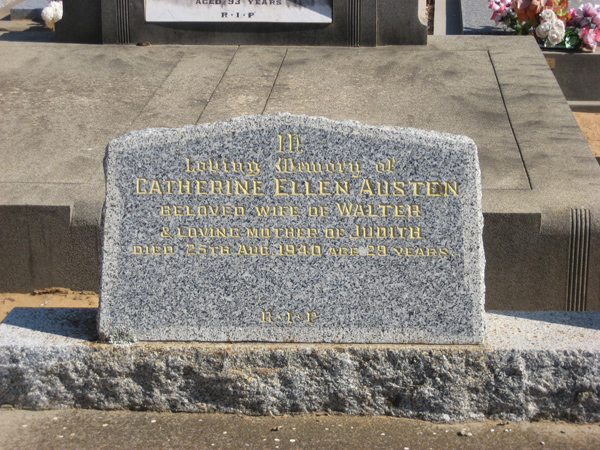 AGED 93 YEARS
R·I·P
In
Loving Memory of
CATHERINE ELLEN AUSTEN
BELOVED WIFE OF WALTER
& LOVING MOTHER OF JUDITH
DIED 25TH AUG. 1940 AGE 29 YEARS
R·I·P